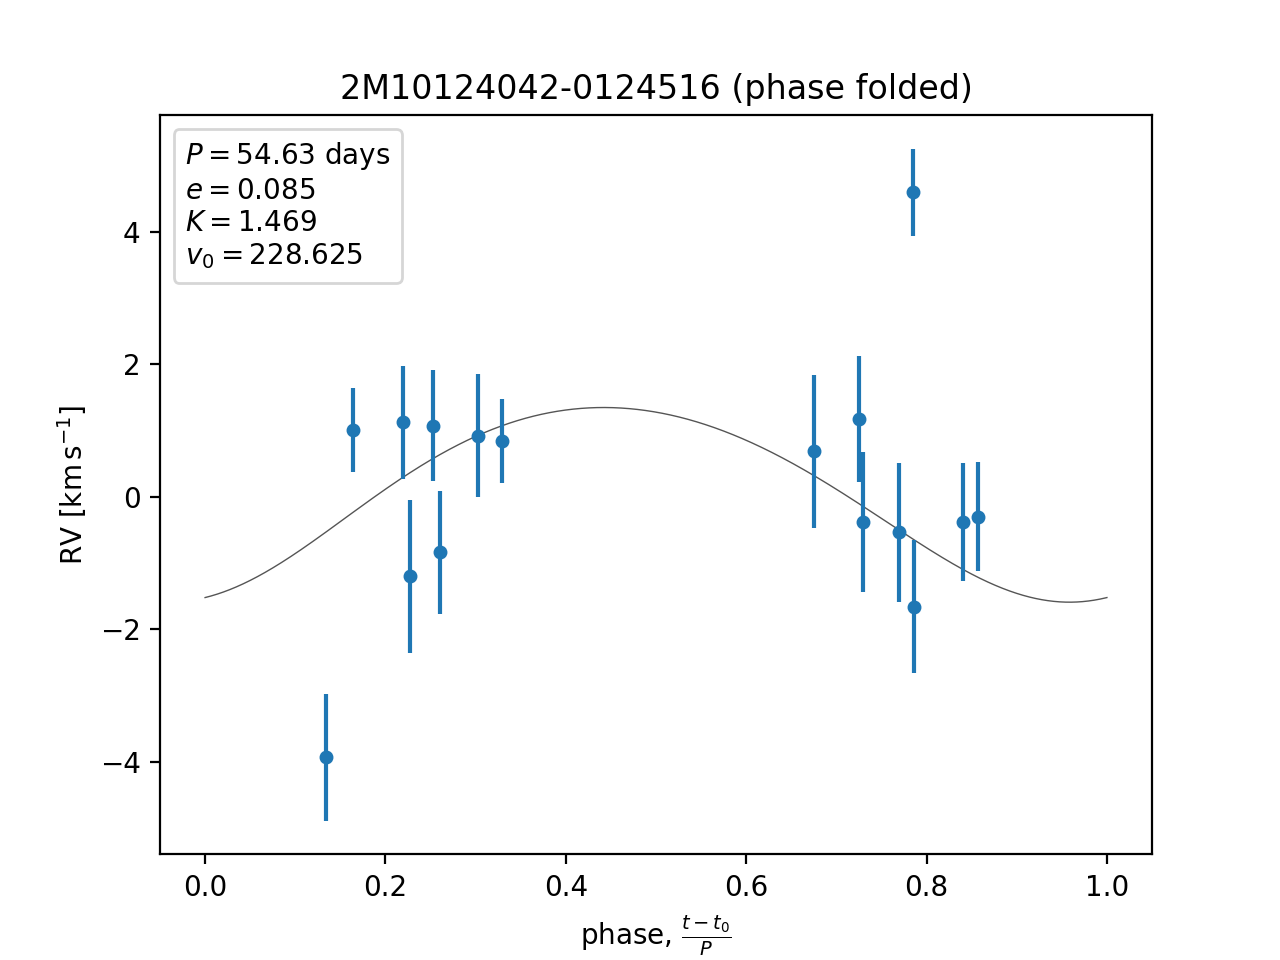 2M10124042-0124516 (phase folded)
P = 54.63 days
e = 0.085
K = 1.469
v₀ = 228.625
RV [km s⁻¹]
4
2
0
−2
−4
0.0 0.2 0.4 0.6 0.8 1.0
phase, (t − t₀)/P